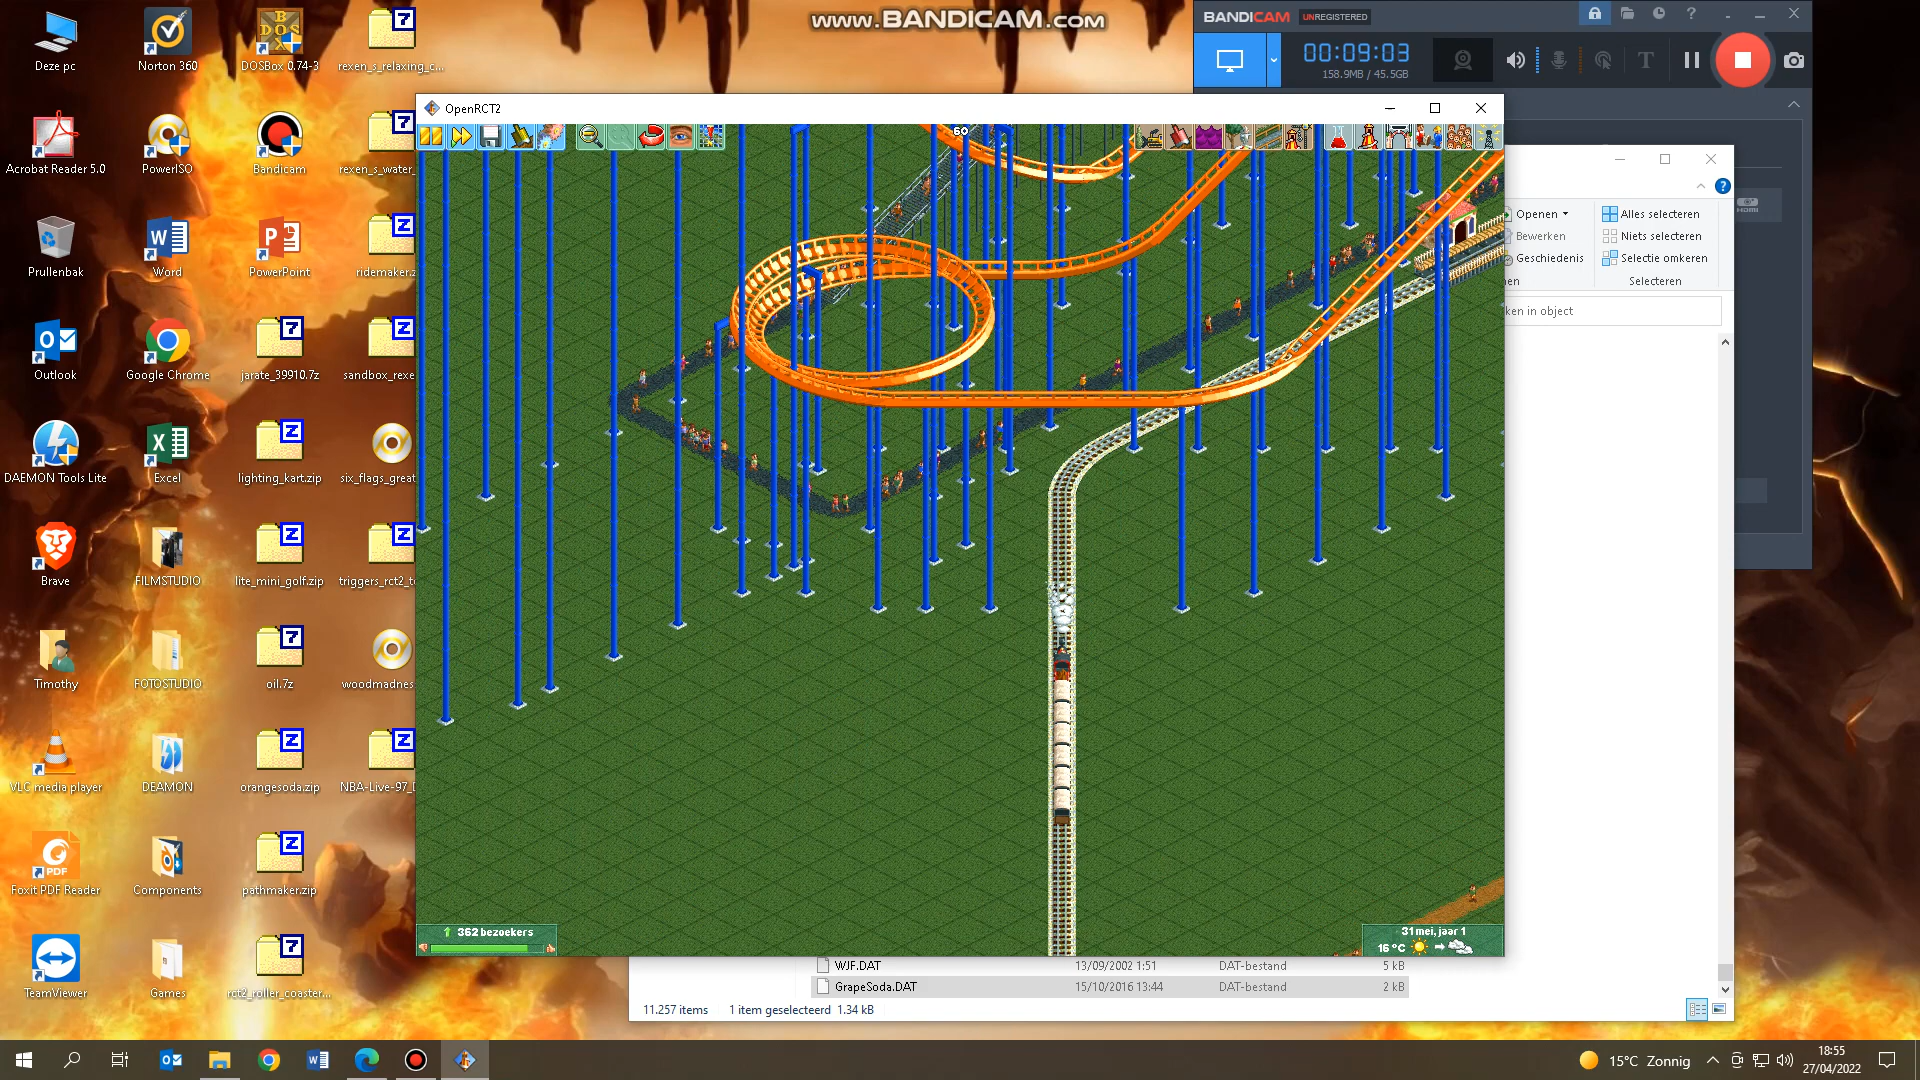 www.BANDICAM.com
BANDICAM UNREGISTERED
00:09:03
158.9MB / 45.5GB
HDMI
Deze pc
Norton 360
DOSBox 0.74-3
rexen_s_relaxing_c...
Acrobat Reader 5.0
PowerISO
Bandicam
rexen_s_water_
Prullenbak
Word
PowerPoint
ridemaker.z
Outlook
Google Chrome
jarate_39910.7z
sandbox_rexe
DAEMON Tools Lite
Excel
lighting_kart.zip
six_flags_great
Brave
FILMSTUDIO
lite_mini_golf.zip
triggers_rct2_t
Timothy
FOTOSTUDIO
oil.7z
woodmadnes
VLC media player
DEAMON
orangesoda.zip
NBA-Live-97_
Foxit PDF Reader
Components
pathmaker.zip
TeamViewer
Games
rct2_roller_coaster...
OpenRCT2
60
362 bezoekers
31 mei, jaar 1
16 °C
Openen
Bewerken
Geschiedenis
en
Alles selecteren
Niets selecteren
Selectie omkeren
Selecteren
ken in object
WJF.DAT 13/09/2002 1:51 DAT-bestand 5 kB
GrapeSoda.DAT 15/10/2016 13:44 DAT-bestand 2 kB
11.257 items 1 item geselecteerd 1.34 kB
15°C Zonnig
18:55
27/04/2022